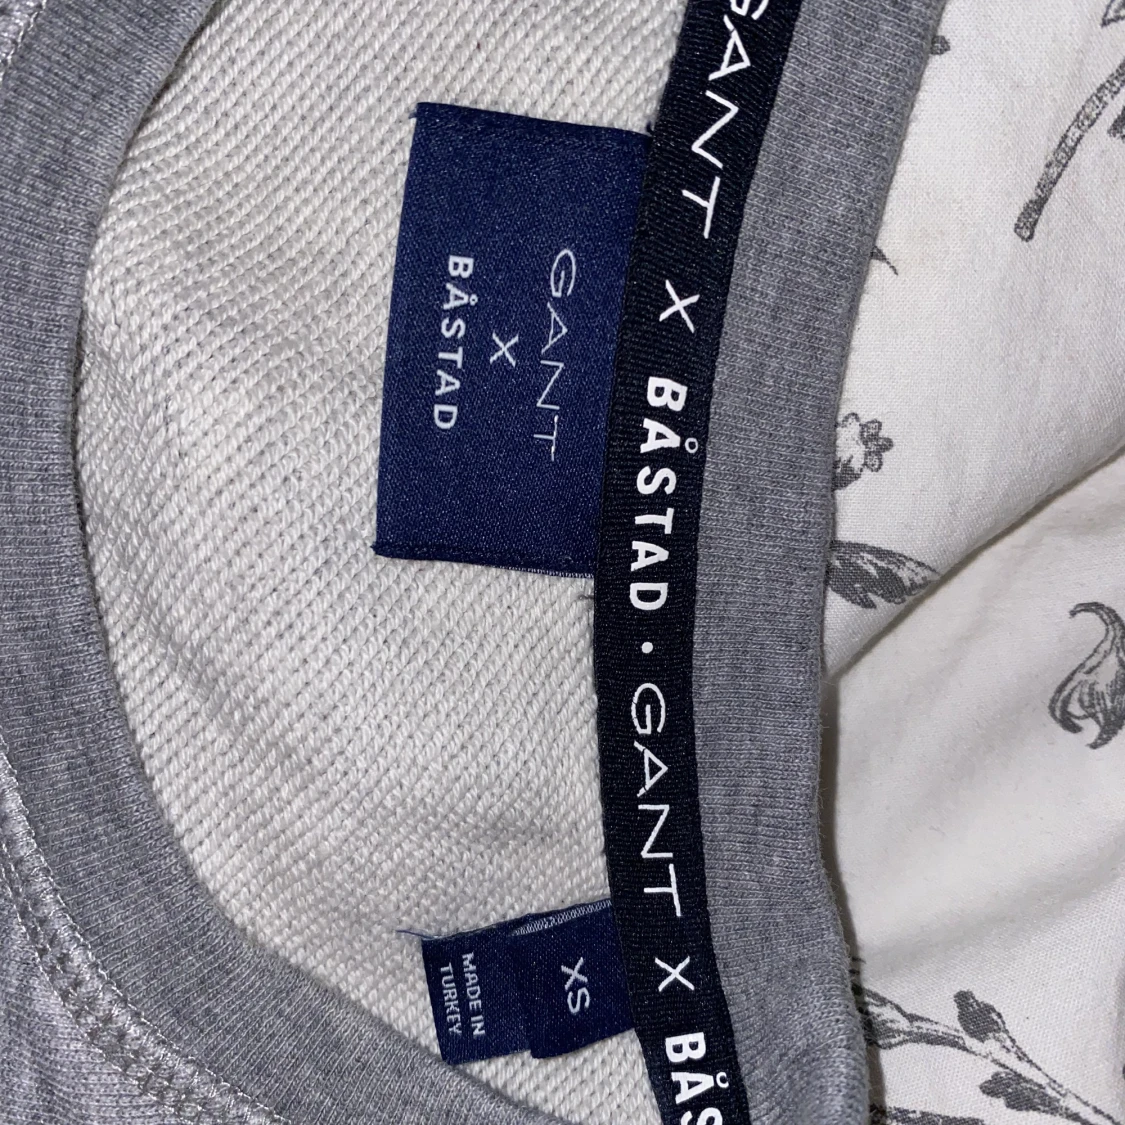 GANT X BÅSTAD · GANT X BÅS
GANT
X
BÅSTAD
XS
MADE IN
TURKEY